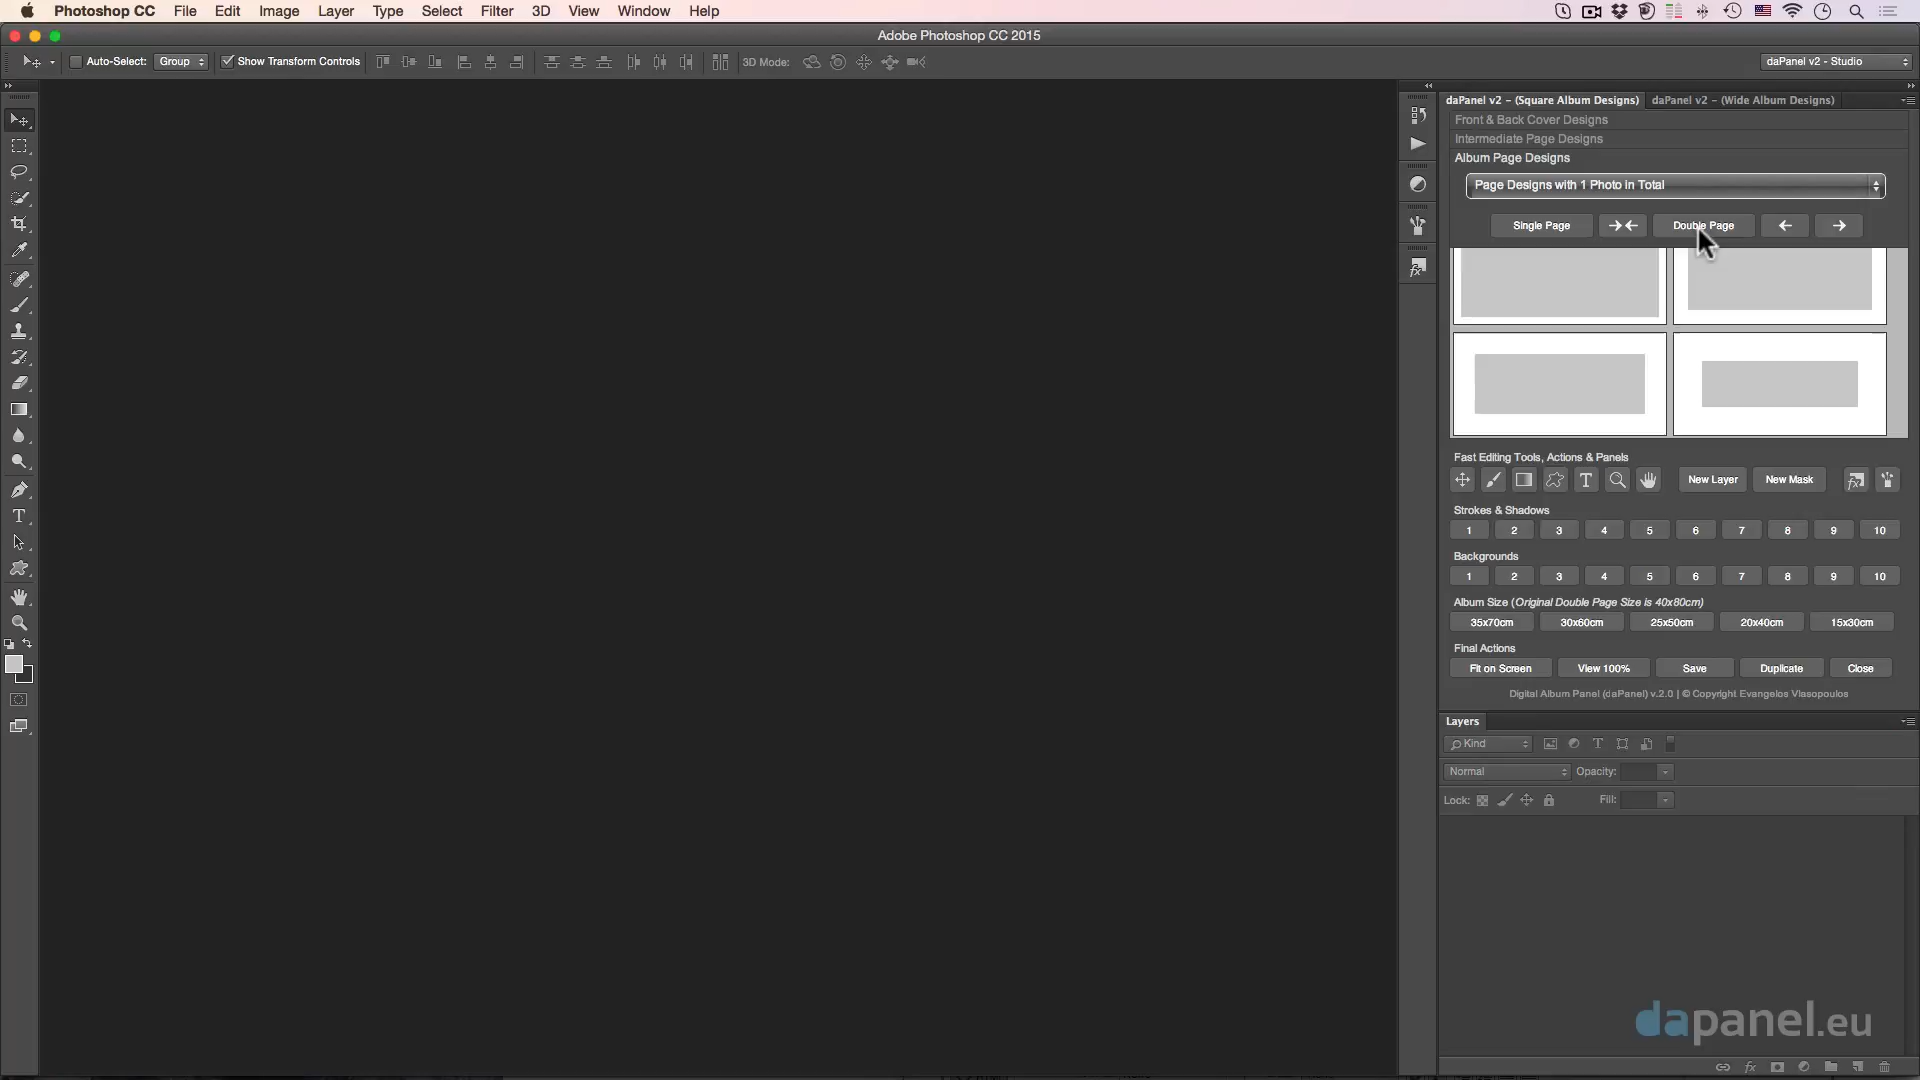 Photoshop CC File Edit Image Layer Type Select Filter 3D View Window Help
Adobe Photoshop CC 2015
Auto-Select: Group Show Transform Controls 3D Mode: daPanel v2 - Studio
daPanel v2 – (Square Album Designs) daPanel v2 – (Wide Album Designs)
Front & Back Cover Designs
Intermediate Page Designs
Album Page Designs
Page Designs with 1 Photo in Total
Single Page Double Page
Fast Editing Tools, Actions & Panels
New Layer New Mask
Strokes & Shadows
1 2 3 4 5 6 7 8 9 10
Backgrounds
1 2 3 4 5 6 7 8 9 10
Album Size (Original Double Page Size is 40x80cm)
35x70cm 30x60cm 25x50cm 20x40cm 15x30cm
Final Actions
Fit on Screen View 100% Save Duplicate Close
Digital Album Panel (daPanel) v.2.0 | © Copyright Evangelos Vlasopoulos
Layers
Kind
Normal Opacity:
Lock: Fill:
dapanel.eu